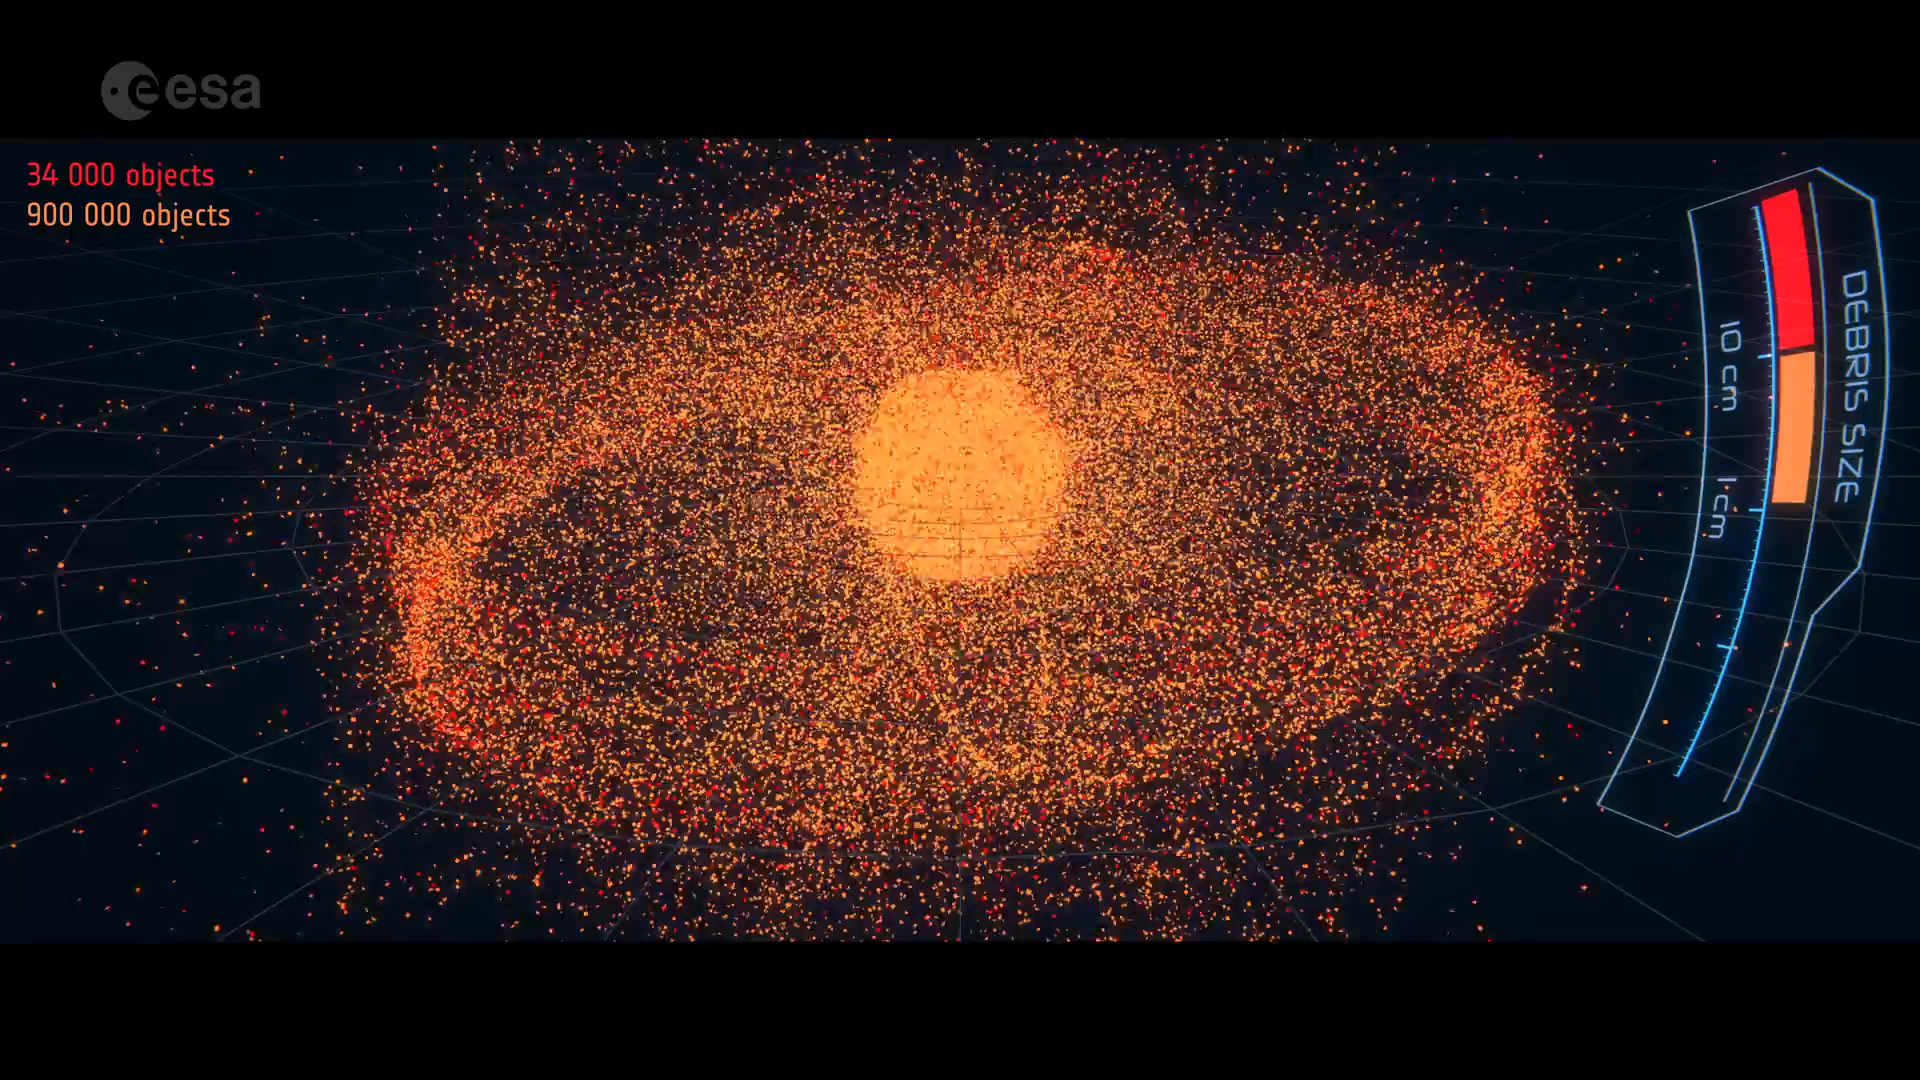 esa
34 000 objects
900 000 objects
10 cm
1 cm
DEBRIS SIZE